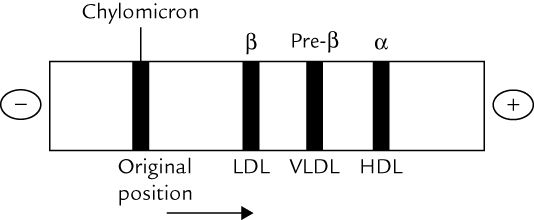 Chylomicron
β Pre-β α
− +
Original position LDL VLDL HDL